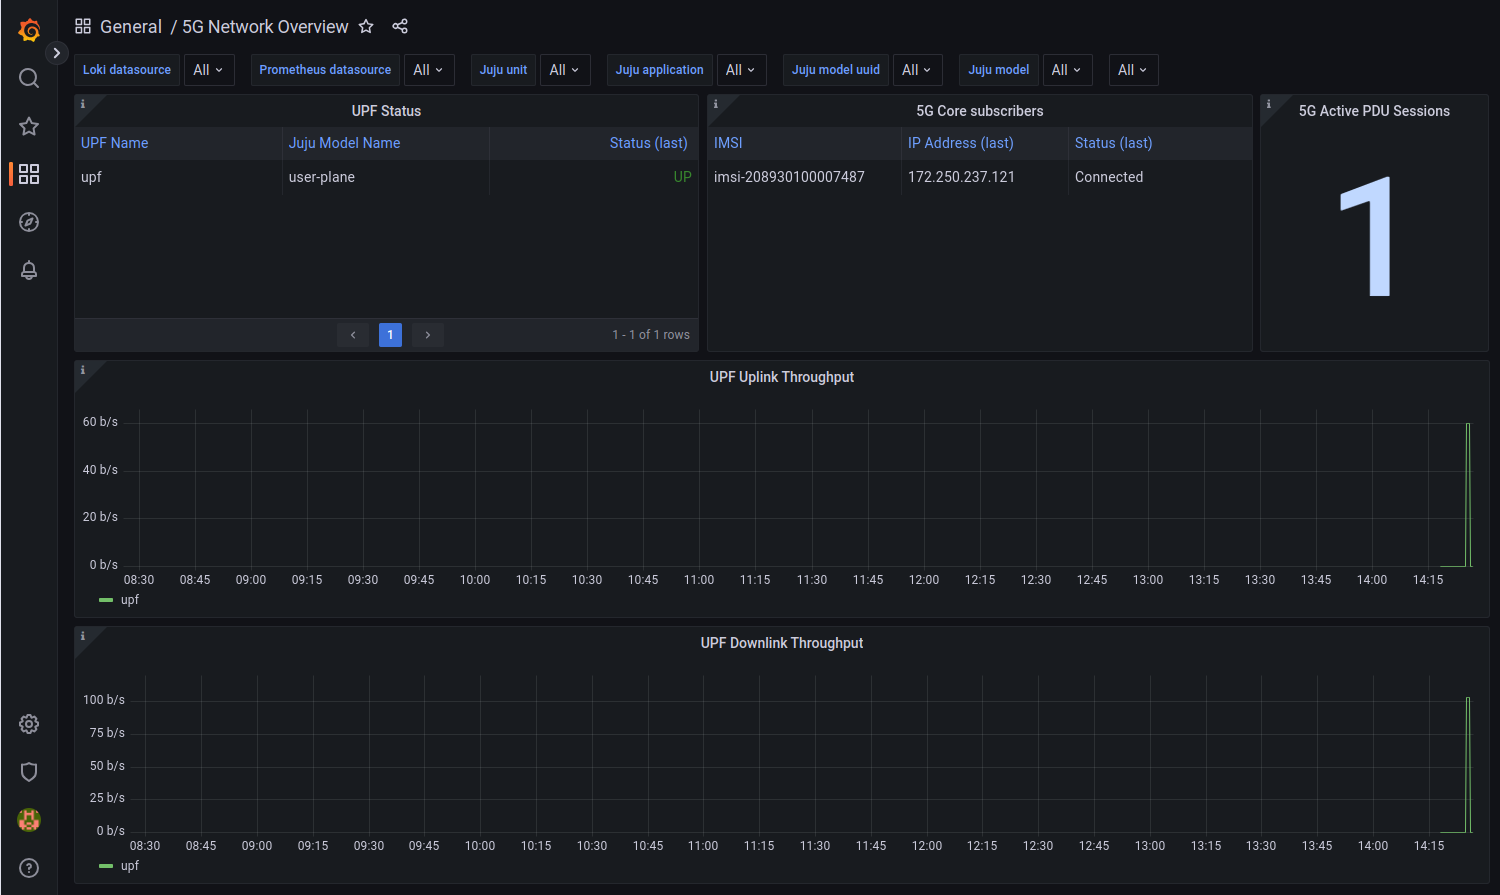 General / 5G Network Overview
Loki datasource All Prometheus datasource All Juju unit All Juju application All Juju model uuid All Juju model All All
UPF Status
UPF Name Juju Model Name Status (last)
upf user-plane UP
1
1 - 1 of 1 rows
5G Core subscribers
IMSI IP Address (last) Status (last)
imsi-208930100007487 172.250.237.121 Connected
5G Active PDU Sessions
1
UPF Uplink Throughput
60 b/s
40 b/s
20 b/s
0 b/s
08:30 08:45 09:00 09:15 09:30 09:45 10:00 10:15 10:30 10:45 11:00 11:15 11:30 11:45 12:00 12:15 12:30 12:45 13:00 13:15 13:30 13:45 14:00 14:15
upf
UPF Downlink Throughput
100 b/s
75 b/s
50 b/s
25 b/s
0 b/s
08:30 08:45 09:00 09:15 09:30 09:45 10:00 10:15 10:30 10:45 11:00 11:15 11:30 11:45 12:00 12:15 12:30 12:45 13:00 13:15 13:30 13:45 14:00 14:15
upf